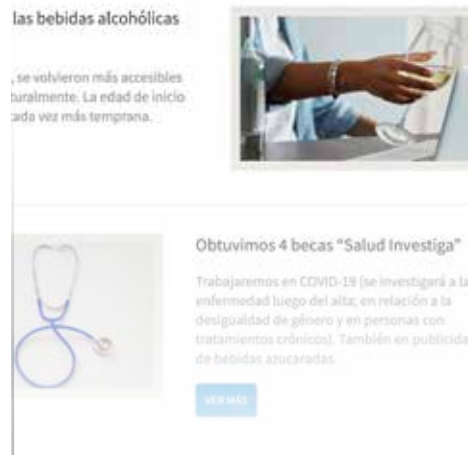 las bebidas alcohólicas
, se volvieron más accesibles
turalmente. La edad de inicio
ada vez más temprana.
Obtuvimos 4 becas “Salud Investiga”
Trabajaremos en COVID-19 (se investigará a la
enfermedad luego del alta; en relación a la
desigualdad de género y en personas con
tratamientos crónicos). También en publicida
de bebidas azucaradas.
VER MÁS